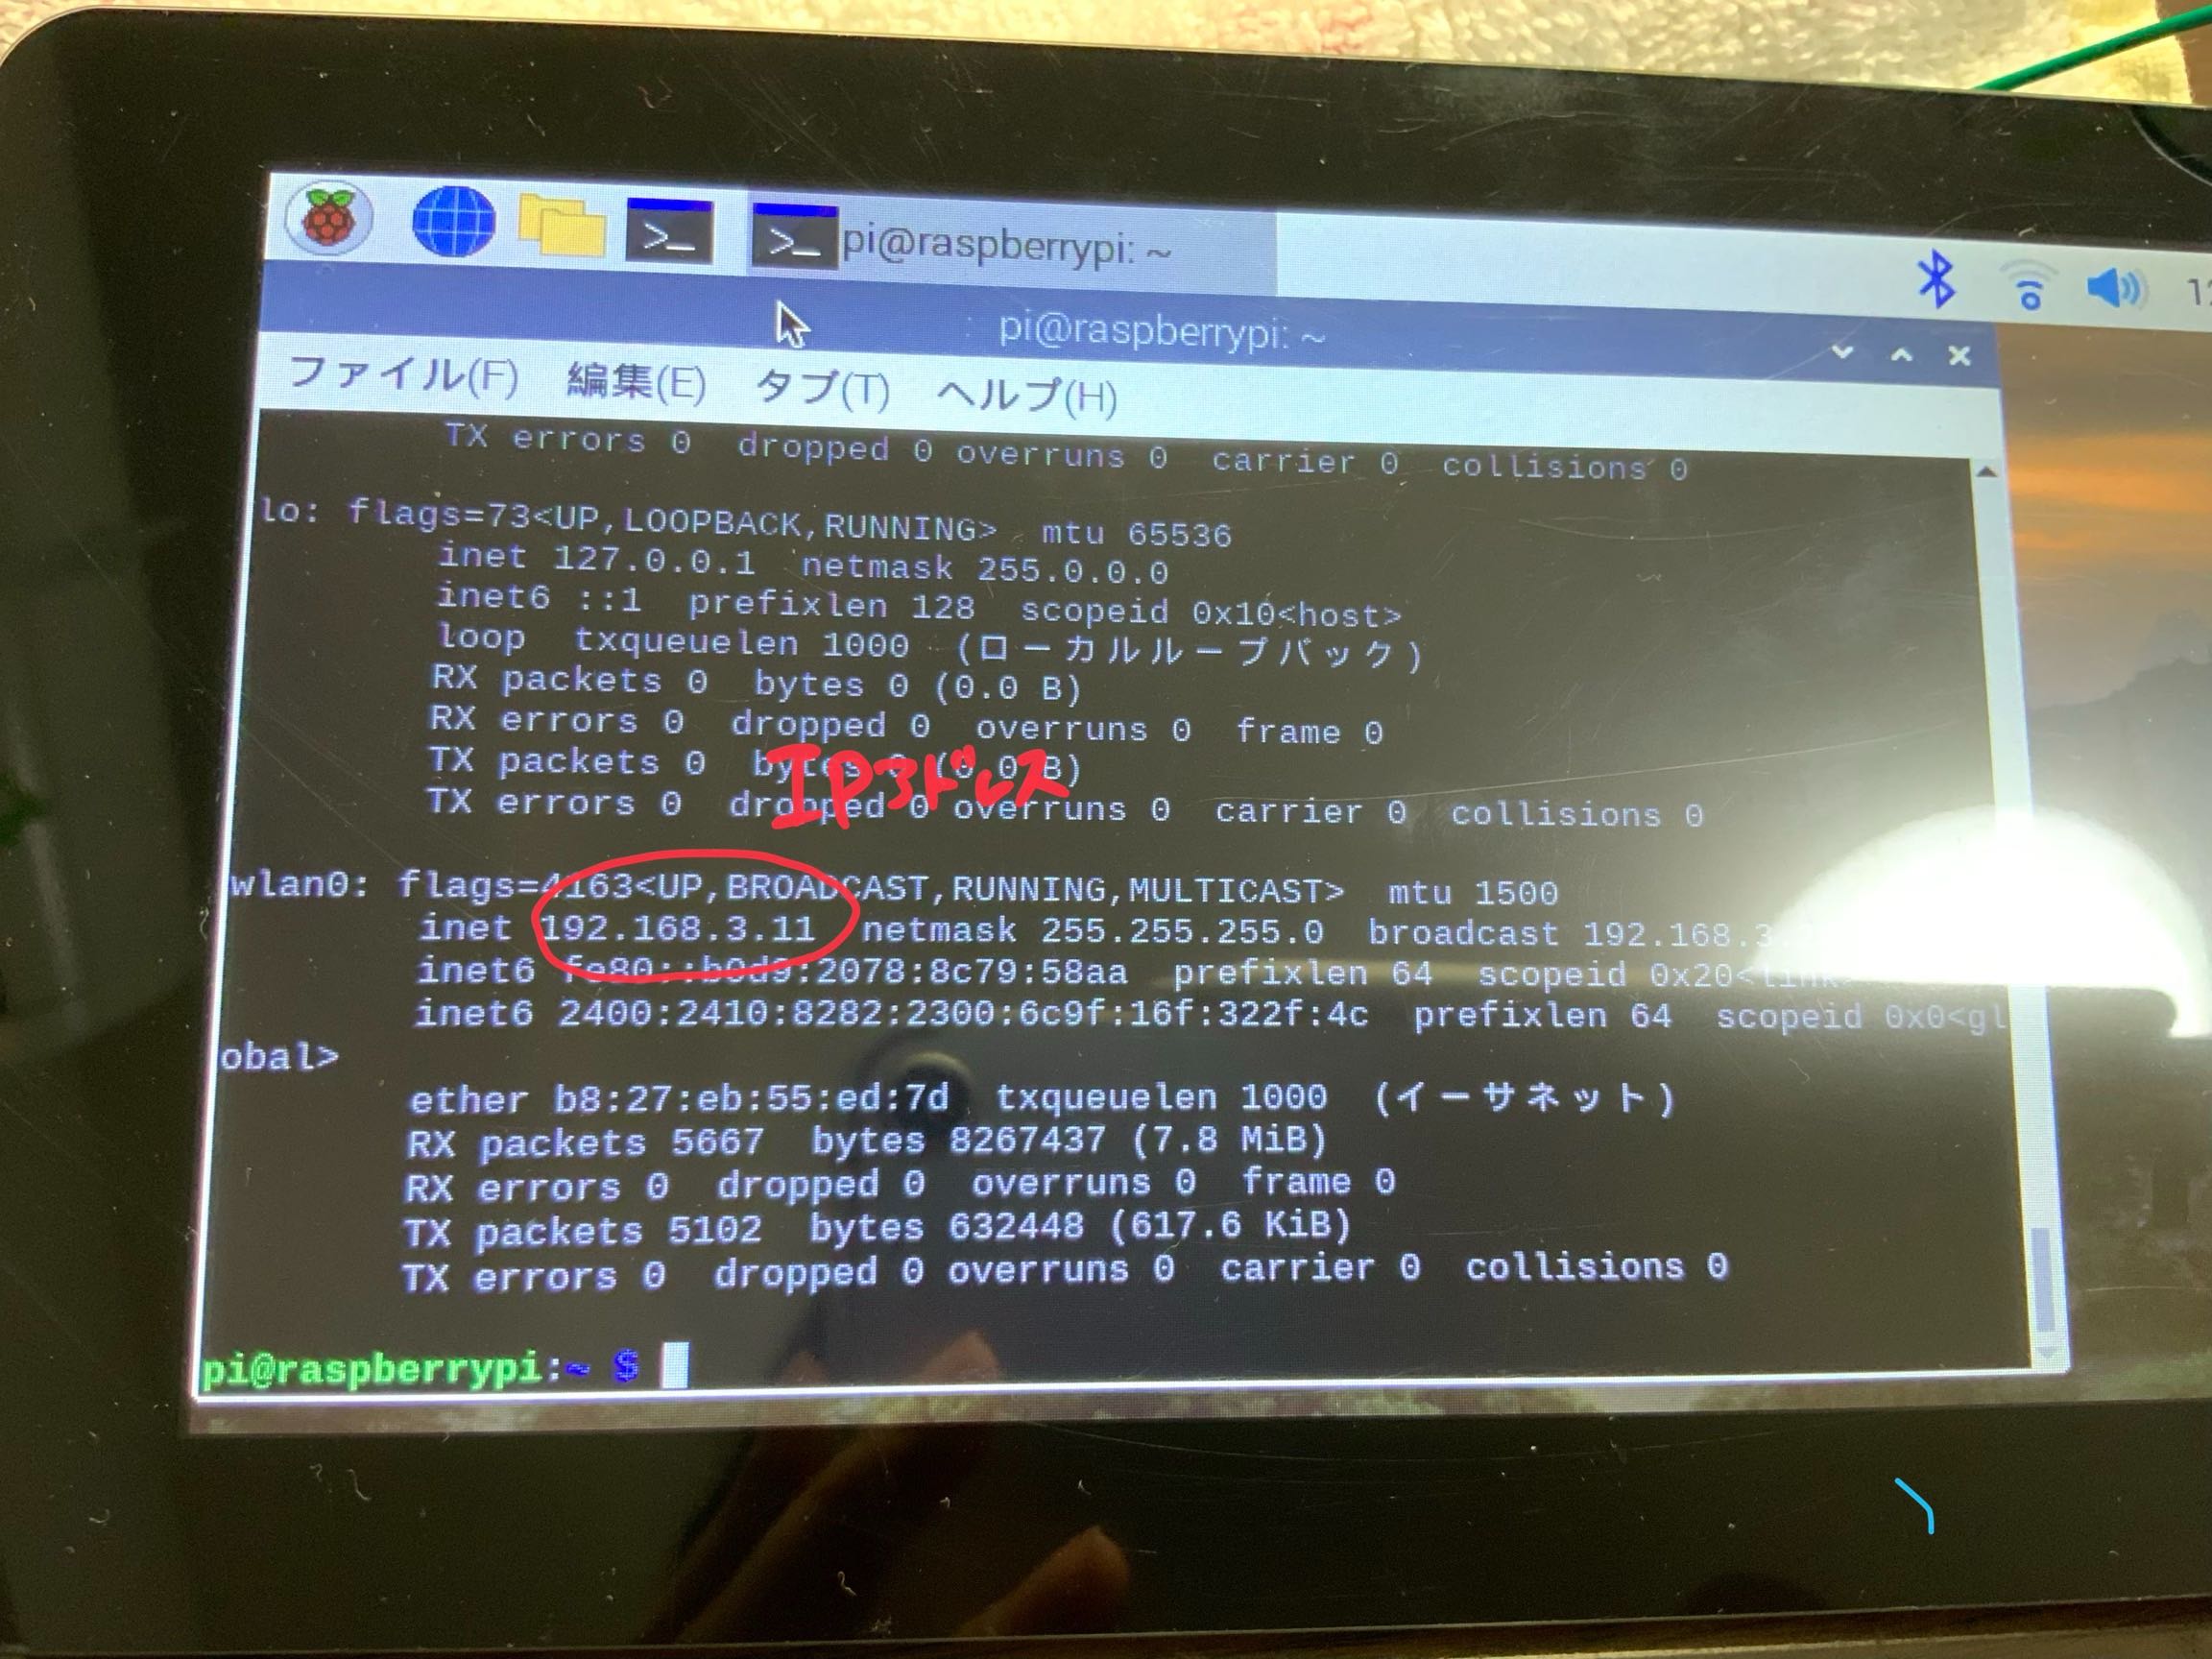 pi@raspberrypi: ~
12
pi@raspberrypi: ~
ファイル(F) 編集(E) タブ(T) ヘルプ(H)
TX errors 0 dropped 0 overruns 0 carrier 0 collisions 0
lo: flags=73<UP,LOOPBACK,RUNNING> mtu 65536
inet 127.0.0.1 netmask 255.0.0.0
inet6 ::1 prefixlen 128 scopeid 0x10<host>
loop txqueuelen 1000 (ローカルループバック)
RX packets 0 bytes 0 (0.0 B)
RX errors 0 dropped 0 overruns 0 frame 0
TX packets 0 bytes 0 (0.0 B)
IPアドレス
TX errors 0 dropped 0 overruns 0 carrier 0 collisions 0
wlan0: flags=4163<UP,BROADCAST,RUNNING,MULTICAST> mtu 1500
inet 192.168.3.11 netmask 255.255.255.0 broadcast
inet6 fe80::b0d9:2078:8c79:58aa prefixlen 64 scopeid 0x20<link>
inet6 2400:2410:8282:2300:6c9f:16f:322f:4c prefixlen 64 scopeid 0x0<gl
obal>
ether b8:27:eb:55:ed:7d txqueuelen 1000 (イーサネット)
RX packets 5667 bytes 8267437 (7.8 MiB)
RX errors 0 dropped 0 overruns 0 frame 0
TX packets 5102 bytes 632448 (617.6 KiB)
TX errors 0 dropped 0 overruns 0 carrier 0 collisions 0
pi@raspberrypi:~ $